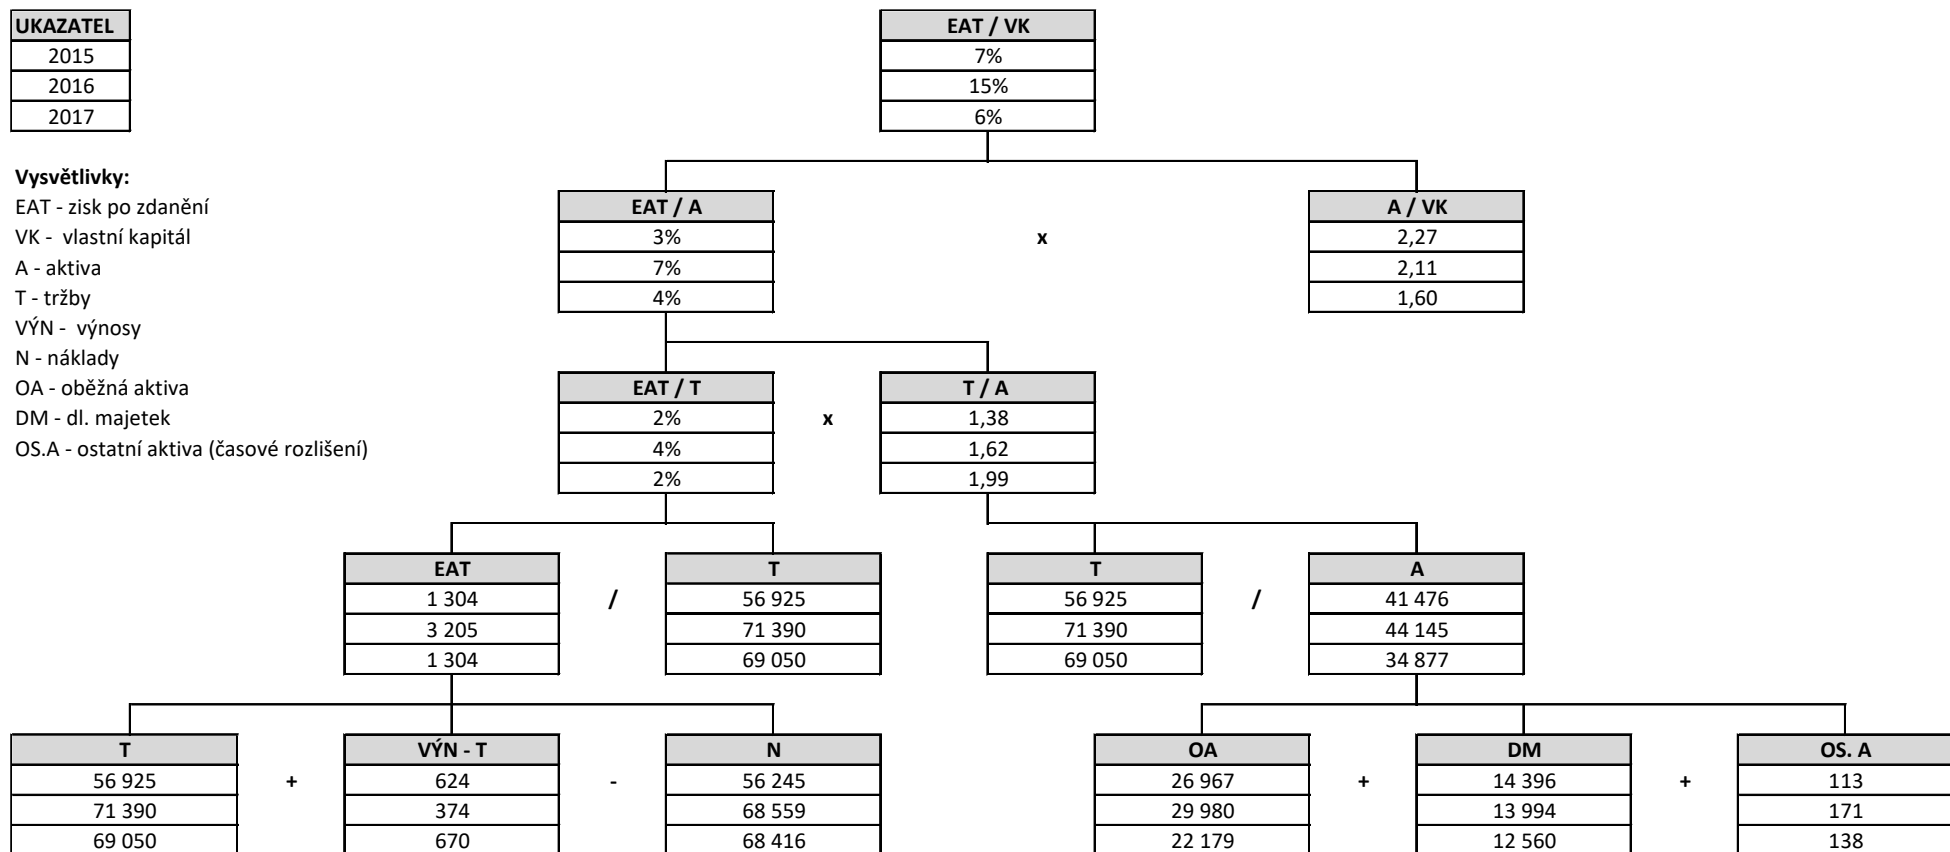 UKAZATEL EAT / VK
2015 7%
2016 15%
2017 6%
Vysvětlivky:
EAT - zisk po zdanění EAT / A A / VK
VK -  vlastní kapitál 3% x 2,27
A - aktiva 7% 2,11
T - tržby 4% 1,60
VÝN -  výnosy
N - náklady
OA - oběžná aktiva EAT / T T / A
DM - dl. majetek 2% x 1,38
OS.A - ostatní aktiva (časové rozlišení) 4% 1,62
2% 1,99
EAT T T A
1 304 / 56 925 56 925 / 41 476
3 205 71 390 71 390 44 145
1 304 69 050 69 050 34 877
T VÝN - T N OA DM OS. A
56 925 + 624 - 56 245 26 967 + 14 396 + 113
71 390 374 68 559 29 980 13 994 171
69 050 670 68 416 22 179 12 560 138